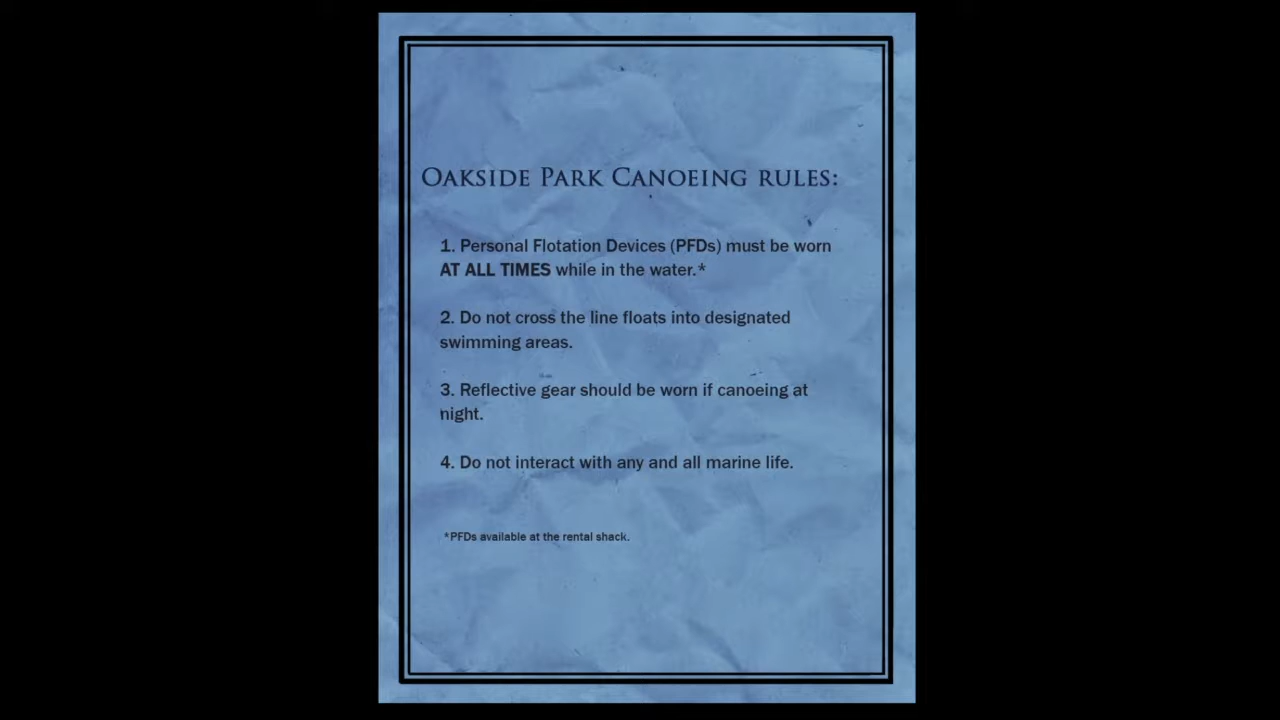 Oakside Park Canoeing rules:
1. Personal Flotation Devices (PFDs) must be worn
AT ALL TIMES while in the water.*
2. Do not cross the line floats into designated
swimming areas.
3. Reflective gear should be worn if canoeing at
night.
4. Do not interact with any and all marine life.
*PFDs available at the rental shack.